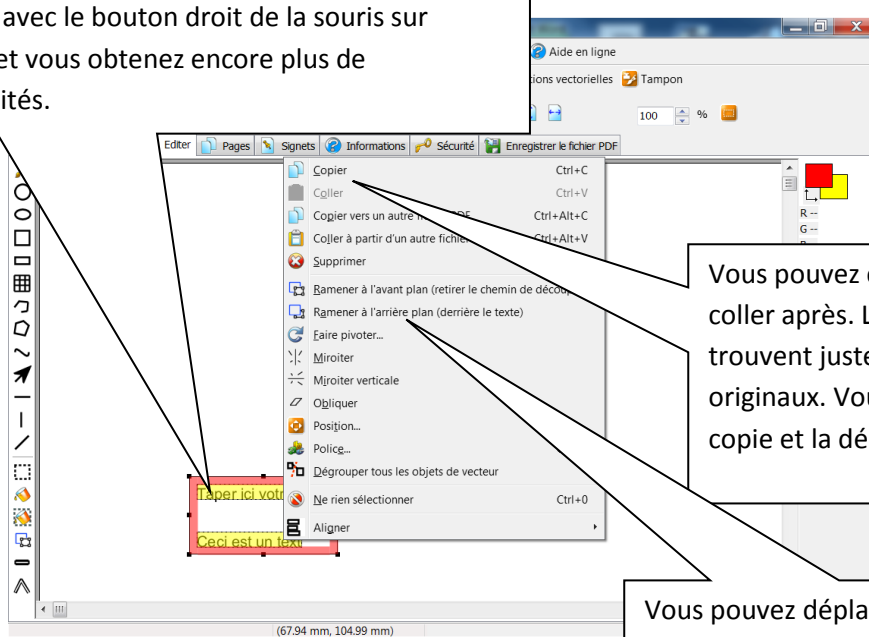 avec le bouton droit de la souris sur
et vous obtenez encore plus de
ités.
Aide en ligne
ions vectorielles Tampon
100 %
Editer Pages Signets Informations Sécurité Enregistrer le fichier PDF
Copier Ctrl+C
Coller Ctrl+V
Copier vers un autre Ctrl+Alt+C
Coller à partir d'un autre fichier Ctrl+Alt+V
Supprimer
Ramener à l'avant plan (retirer le chemin de découp
Ramener à l'arrière plan (derrière le texte)
Faire pivoter...
Miroiter
Miroiter verticale
Obliquer
Position...
Police...
Dégrouper tous les objets de vecteur
Ne rien sélectionner Ctrl+0
Aligner
R --
G --
Vous pouvez
coller après. L
trouvent juste
originaux. Vou
copie et la dé
Taper ici votr
Ceci est un text
Vous pouvez dépla
(67.94 mm, 104.99 mm)